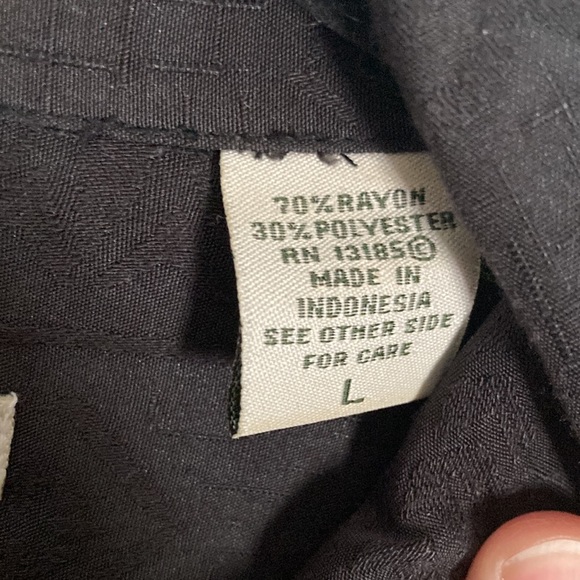 70% RAYON
30% POLYESTER
RN 13185 ©
MADE IN
INDONESIA
SEE OTHER SIDE
FOR CARE
L